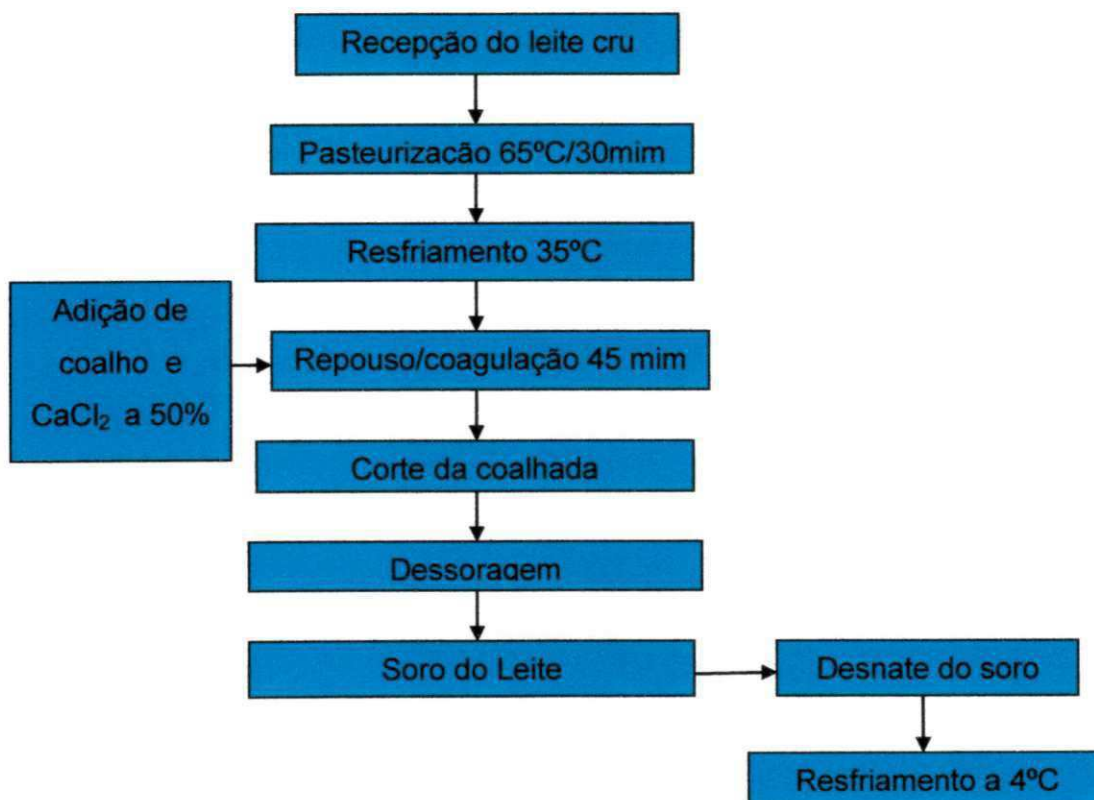 Recepção do leite cru
Pasteurizacão 65ºC/30mim
Resfriamento 35ºC
Adição de
coalho e
CaCl₂ a 50%
Repouso/coagulação 45 mim
Corte da coalhada
Dessoragem
Soro do Leite
Desnate do soro
Resfriamento a 4ºC